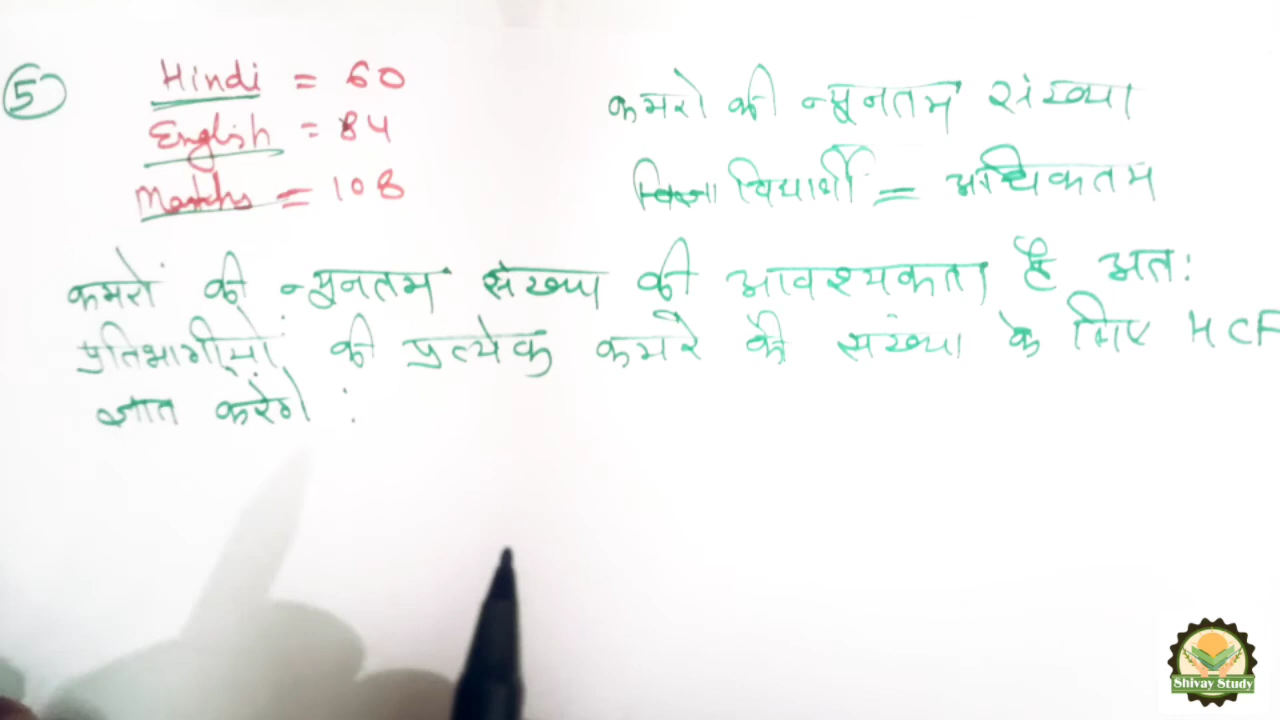 5 Hindi = 60
English = 84
Maths = 108
कमरो की न्युनतम संख्या
विद्यार्थी = अधिकतम
कमरों की न्युनतम संख्या की आवश्यकता है अतः
प्रतिभागीयों की प्रत्येक कमरे की संख्या के लिए HCF
ज्ञात करेगे :
Shivay Study